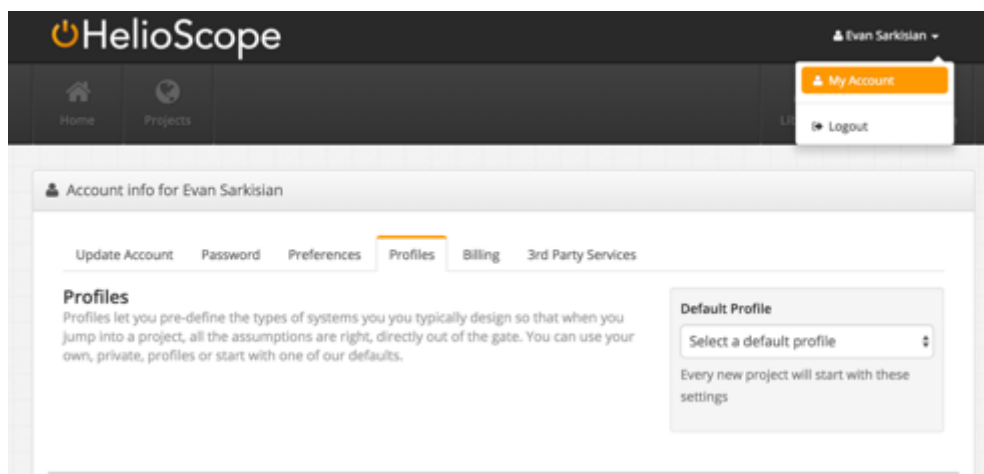 HelioScope
Evan Sarkisian
My Account
Logout
Home
Projects
Account info for Evan Sarkisian
Update Account Password Preferences Profiles Billing 3rd Party Services
Profiles
Profiles let you pre-define the types of systems you you typically design so that when you
jump into a project, all the assumptions are right, directly out of the gate. You can use your
own, private, profiles or start with one of our defaults.
Default Profile
Select a default profile
Every new project will start with these
settings